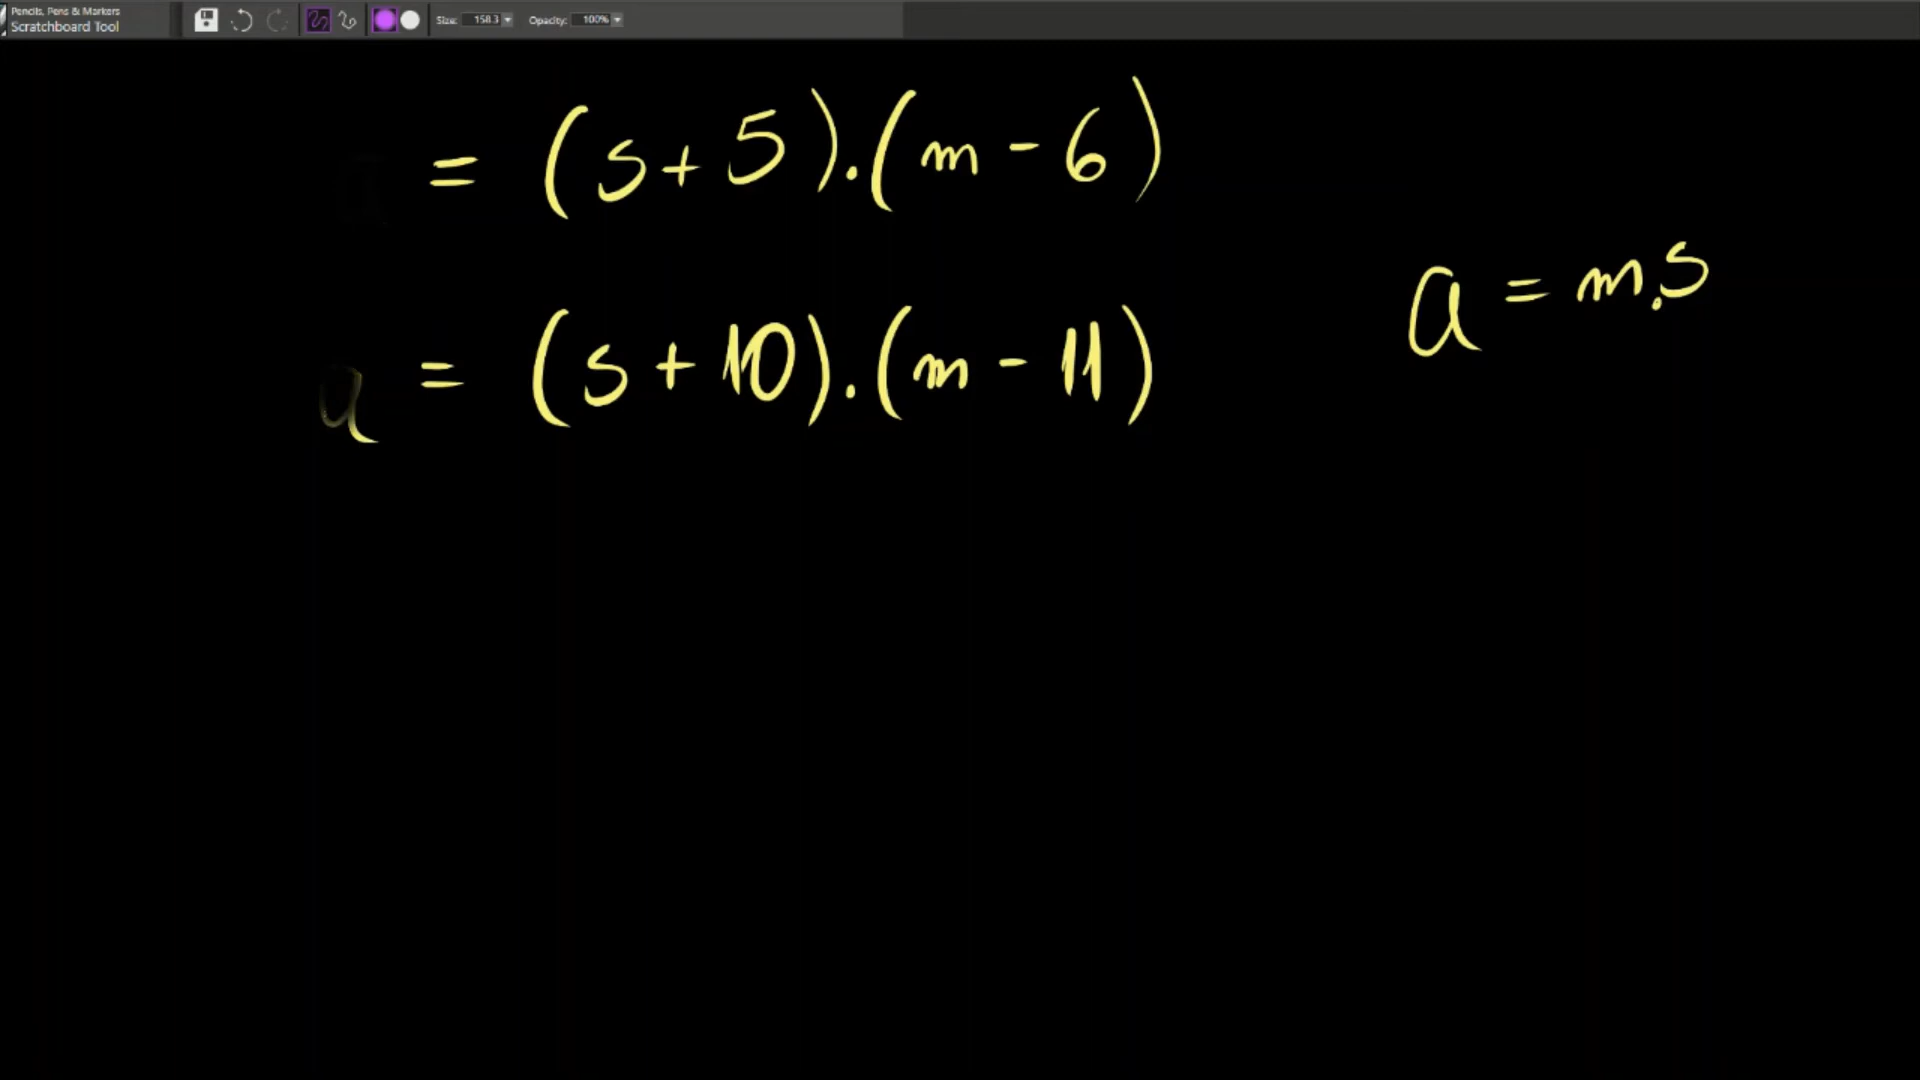 Pencils, Pens & Markers
Scratchboard Tool
Size: 158.3
Opacity: 100%
= (s+5).(m-6)
a = m.s
a = (s+10).(m-11)